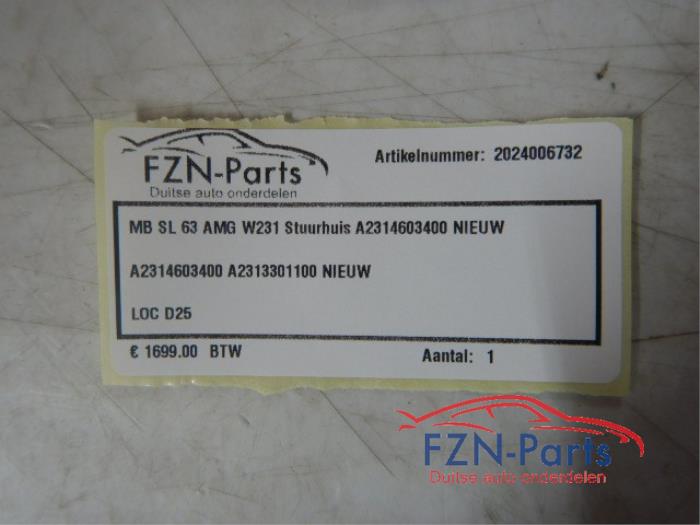 FZN-Parts
Duitse auto onderdelen
Artikelnummer: 2024006732
MB SL 63 AMG W231 Stuurhuis A2314603400 NIEUW
A2314603400 A2313301100 NIEUW
LOC D25
€ 1699.00 BTW
Aantal: 1
FZN-Parts
Duitse auto onderdelen